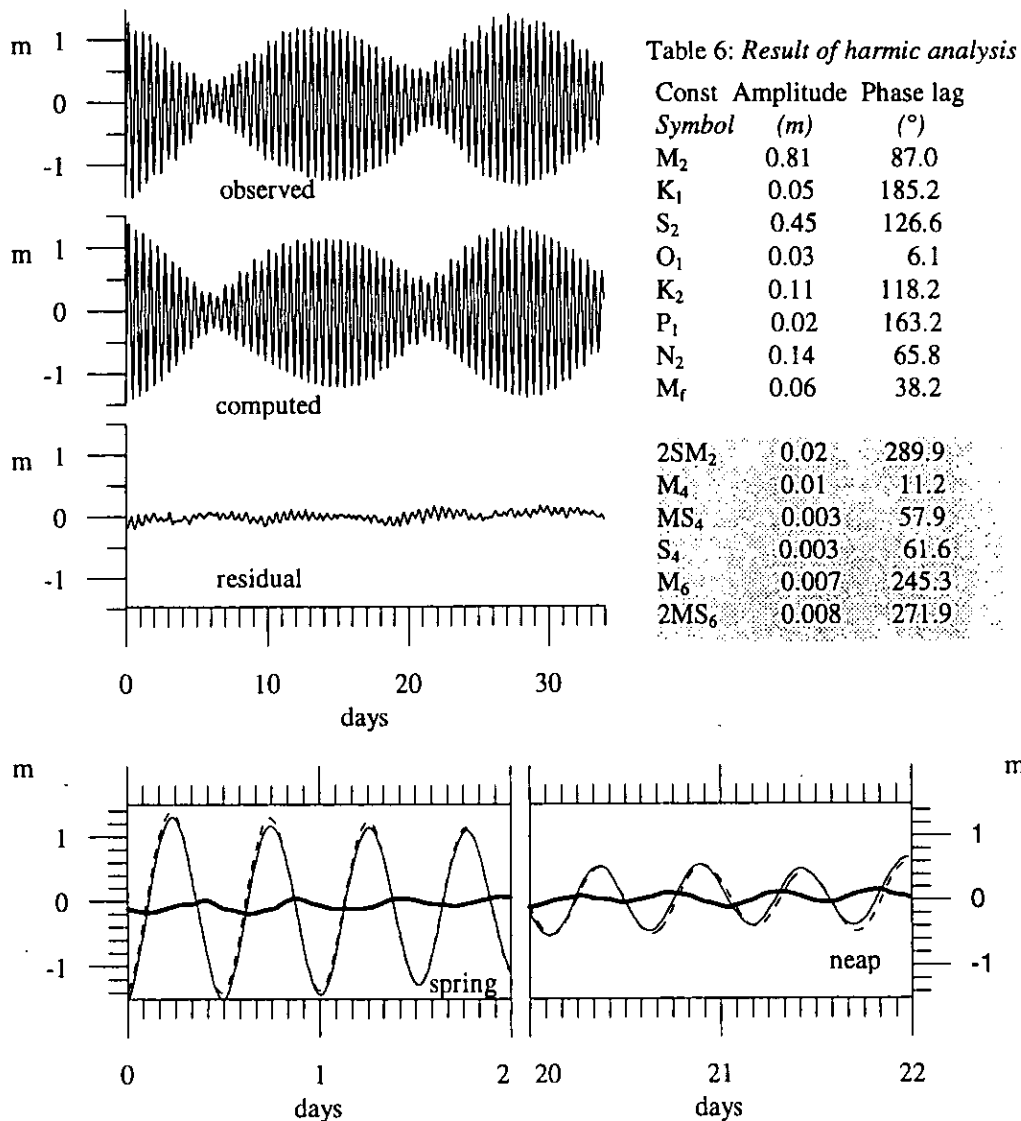 m
1
0
-1
observed
m
1
0
-1
computed
m
1
0
-1
residual
0 10 20 30
days
Table 6: Result of harmic analysis
Const Amplitude Phase lag
Symbol (m) (°)
M₂ 0.81 87.0
K₁ 0.05 185.2
S₂ 0.45 126.6
O₁ 0.03 6.1
K₂ 0.11 118.2
P₁ 0.02 163.2
N₂ 0.14 65.8
M_f 0.06 38.2
2SM₂ 0.02 289.9
M₄ 0.01 11.2
MS₄ 0.003 57.9
S₄ 0.003 61.6
M₆ 0.007 245.3
2MS₆ 0.008 271.9
m
1
0
-1
spring
0 1 2
days
m
1
0
-1
neap
20 21 22
days